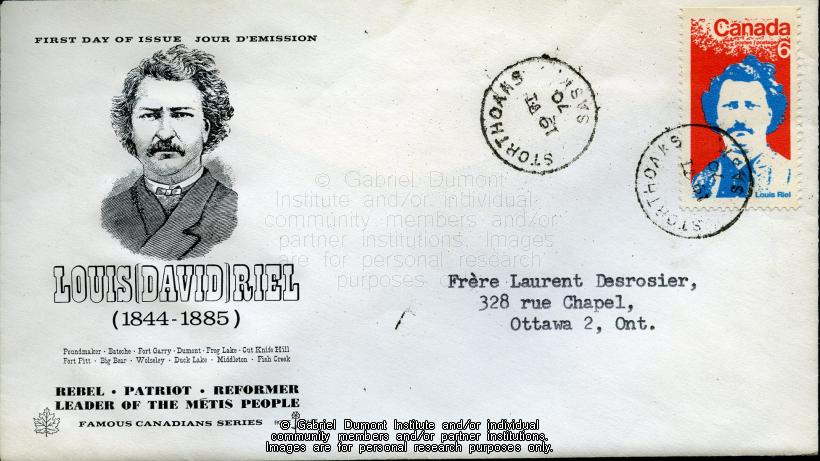 FIRST DAY OF ISSUE JOUR D'EMISSION
LOUIS DAVID RIEL
(1844-1885)
Poundmaker · Batoche · Fort Garry · Dumont · Frog Lake · Cut Knife Hill
Fort Pitt · Big Bear · Wolseley · Duck Lake · Middleton · Fish Creek
REBEL · PATRIOT · REFORMER
LEADER OF THE MÉTIS PEOPLE
FAMOUS CANADIANS SERIES
STORTHOAKS SASK
19 VI
70
Canada
postes / postage
6
Louis Riel
STORTHOAKS SASK
Frère Laurent Desrosier,
328 rue Chapel,
Ottawa 2, Ont.
© Gabriel Dumont
Institute and/or individual
community members and/or
partner institutions. Images
are for personal research
purposes only.
© Gabriel Dumont Institute and/or individual
community members and/or partner institutions.
Images are for personal research purposes only.